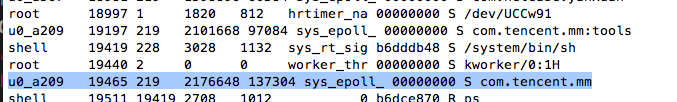 root 18997 1 1820 812 hrtimer_na 00000000 S /dev/UCCw91
u0_a209 19197 219 2101668 97084 sys_epoll_ 00000000 S com.tencent.mm:tools
shell 19419 228 3028 1132 sys_rt_sig b6dddb48 S /system/bin/sh
root 19440 2 0 0 worker_thr 00000000 S kworker/0:1H
u0_a209 19465 219 2176648 137304 sys_epoll_ 00000000 S com.tencent.mm
shell 19511 19419 2708 1012 0 b6dce870 R ps